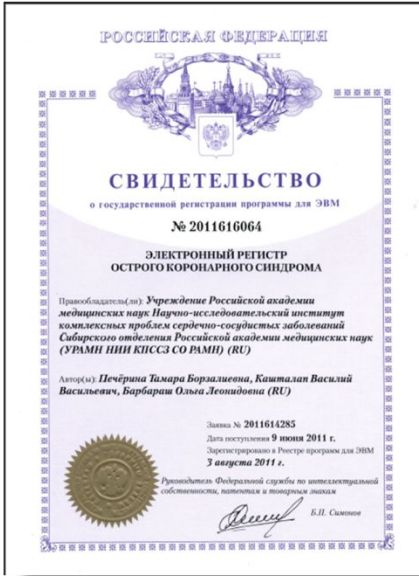 РОССИЙСКАЯ ФЕДЕРАЦИЯ
СВИДЕТЕЛЬСТВО
о государственной регистрации программы для ЭВМ
№ 2011616064
ЭЛЕКТРОННЫЙ РЕГИСТР
ОСТРОГО КОРОНАРНОГО СИНДРОМА
Правообладатель(ли): Учреждение Российской академии
медицинских наук Научно-исследовательский институт
комплексных проблем сердечно-сосудистых заболеваний
Сибирского отделения Российской академии медицинских наук
(УРАМН НИИ КПССЗ СО РАМН) (RU)
Автор(ы): Печёрина Тамара Борзалиевна, Кашталап Василий
Васильевич, Барбараш Ольга Леонидовна (RU)
Заявка № 2011614285
Дата поступления 9 июня 2011 г.
Зарегистрировано в Реестре программ для ЭВМ
3 августа 2011 г.
Руководитель Федеральной службы по интеллектуальной
собственности, патентам и товарным знакам
Б.П. Симонов